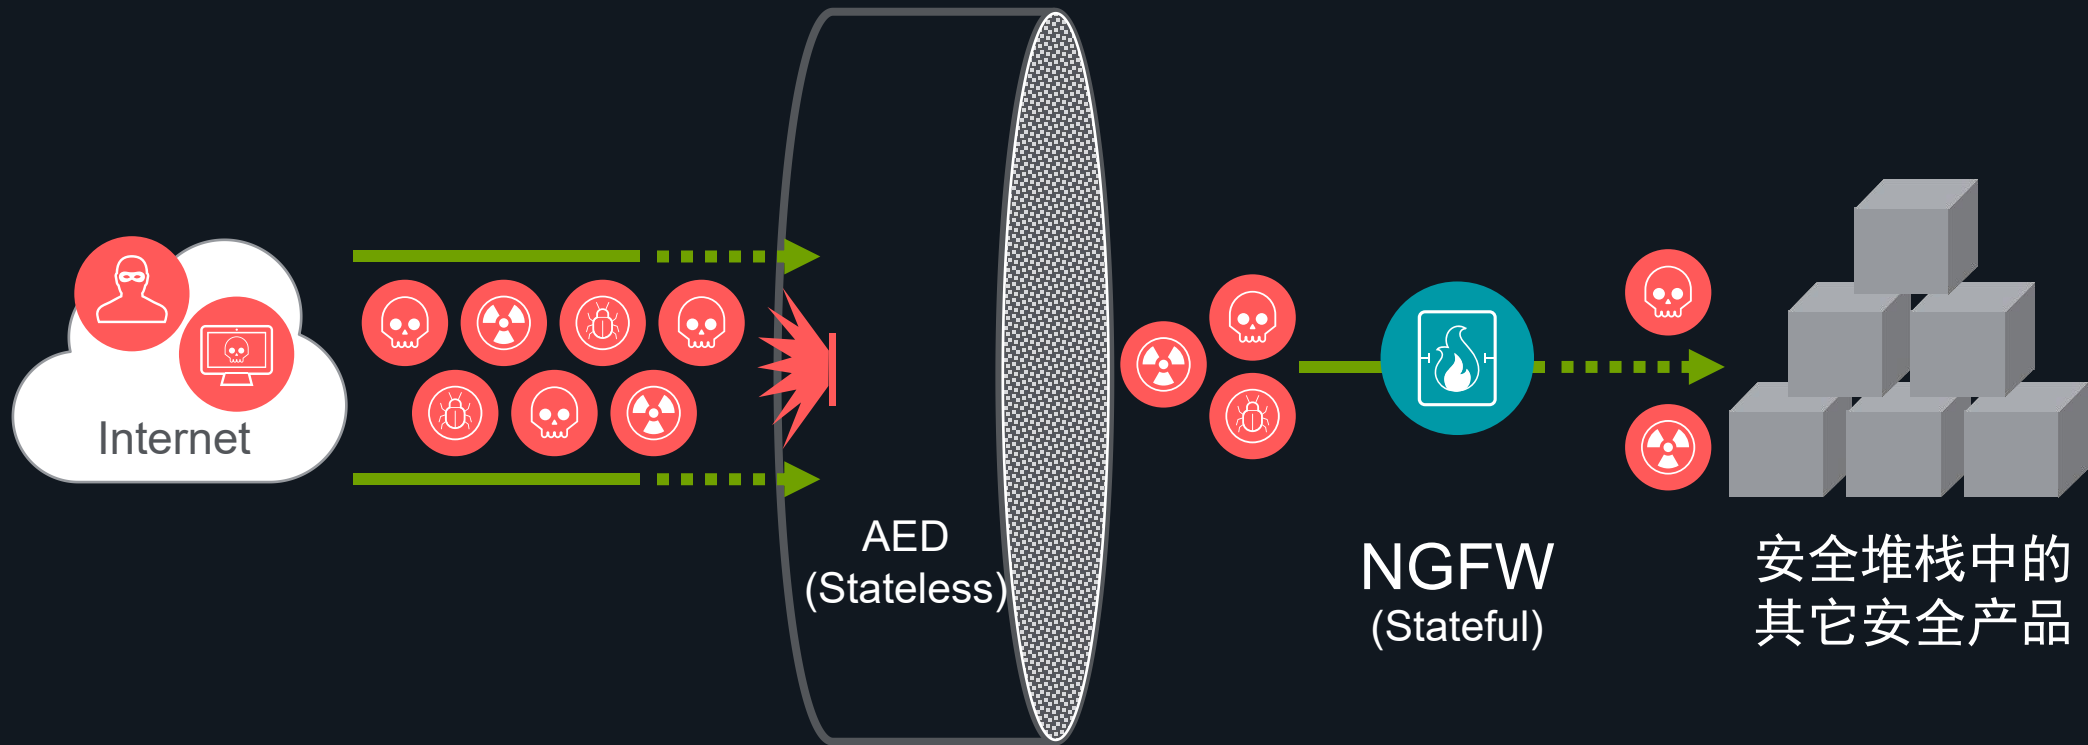 Internet
AED
(Stateless)
NGFW
(Stateful)
安全堆栈中的
其它安全产品